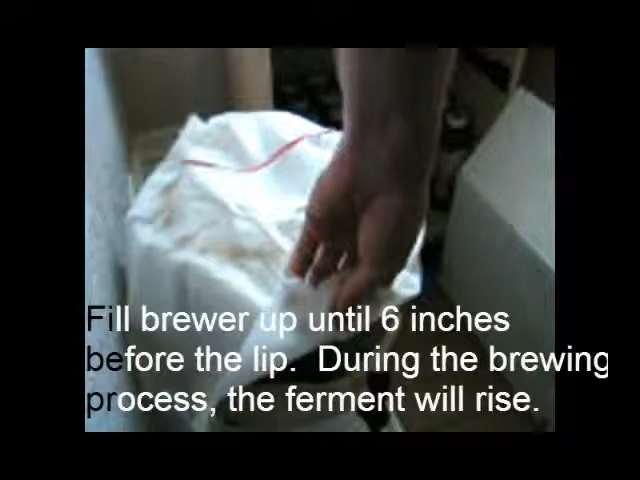 Fill brewer up until 6 inches
before the lip. During the brewing
process, the ferment will rise.